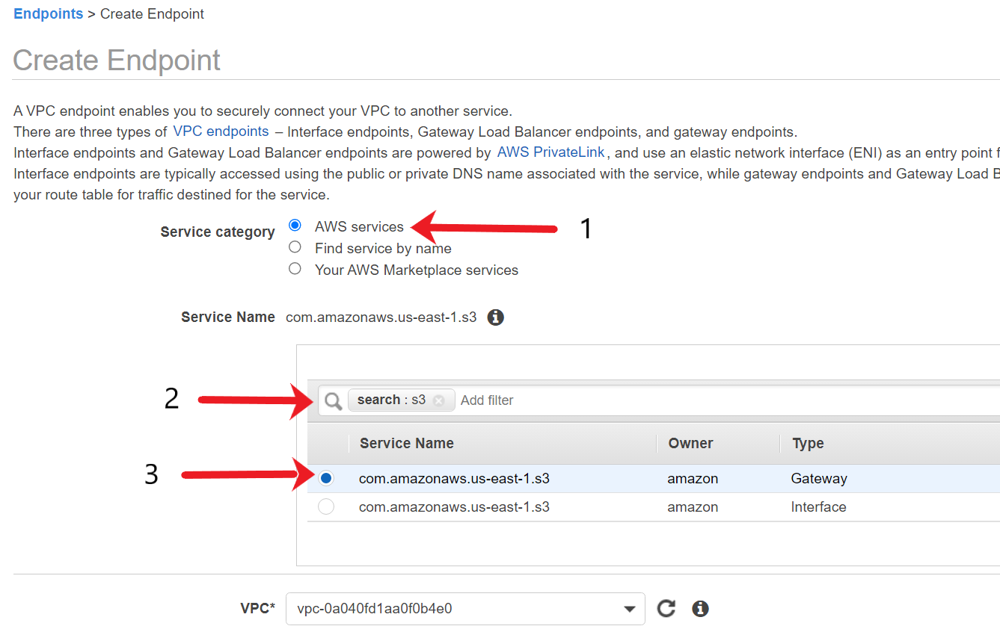 Endpoints > Create Endpoint
Create Endpoint
A VPC endpoint enables you to securely connect your VPC to another service.
There are three types of VPC endpoints – Interface endpoints, Gateway Load Balancer endpoints, and gateway endpoints.
Interface endpoints and Gateway Load Balancer endpoints are powered by AWS PrivateLink, and use an elastic network interface (ENI) as an entry point
Interface endpoints are typically accessed using the public or private DNS name associated with the service, while gateway endpoints and Gateway Load
your route table for traffic destined for the service.
Service category
AWS services
1
Find service by name
Your AWS Marketplace services
Service Name com.amazonaws.us-east-1.s3
2
search : s3 Add filter
Service Name Owner Type
3
com.amazonaws.us-east-1.s3 amazon Gateway
com.amazonaws.us-east-1.s3 amazon Interface
VPC* vpc-0a040fd1aa0f0b4e0